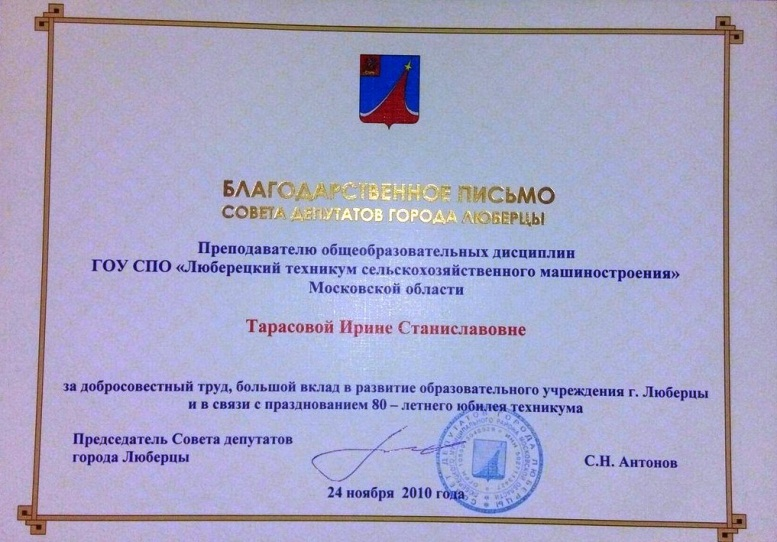 БЛАГОДАРСТВЕННОЕ ПИСЬМО
СОВЕТА ДЕПУТАТОВ ГОРОДА ЛЮБЕРЦЫ
Преподавателю общеобразовательных дисциплин
ГОУ СПО «Люберецкий техникум сельскохозяйственного машиностроения»
Московской области
Тарасовой Ирине Станиславовне
за добросовестный труд, большой вклад в развитие образовательного учреждения г. Люберцы
и в связи с празднованием 80 – летнего юбилея техникума
Председатель Совета депутатов
города Люберцы
С.Н. Антонов
24 ноября 2010 года